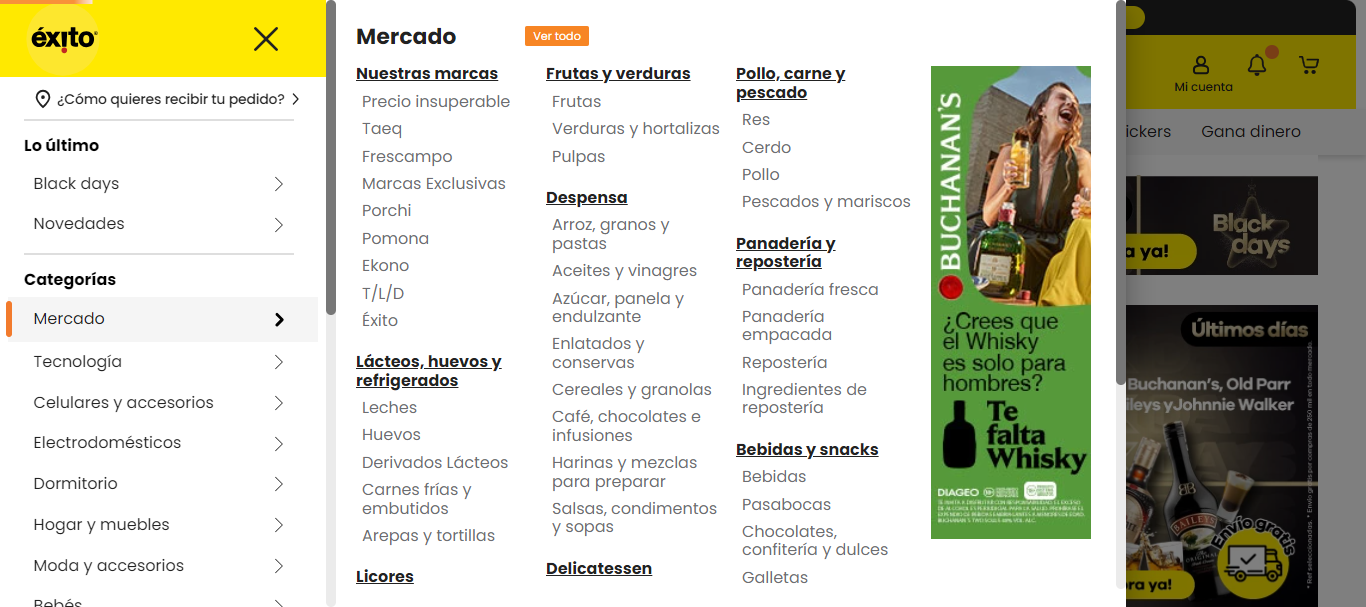 éxito
¿Cómo quieres recibir tu pedido?
Lo último
Black days
Novedades
Categorías
Mercado
Tecnología
Celulares y accesorios
Electrodomésticos
Dormitorio
Hogar y muebles
Moda y accesorios
Bebés
Mercado
Ver todo
Nuestras marcas
Precio insuperable
Taeq
Frescampo
Marcas Exclusivas
Porchi
Pomona
Ekono
T/L/D
Éxito
Lácteos, huevos y
refrigerados
Leches
Huevos
Derivados Lácteos
Carnes frías y
embutidos
Arepas y tortillas
Licores
Frutas y verduras
Frutas
Verduras y hortalizas
Pulpas
Despensa
Arroz, granos y
pastas
Aceites y vinagres
Azúcar, panela y
endulzante
Enlatados y
conservas
Cereales y granolas
Café, chocolates e
infusiones
Harinas y mezclas
para preparar
Salsas, condimentos
y sopas
Delicatessen
Pollo, carne y
pescado
Res
Cerdo
Pollo
Pescados y mariscos
Panadería y
repostería
Panadería fresca
Panadería
empacada
Repostería
Ingredientes de
repostería
Bebidas y snacks
Bebidas
Pasabocas
Chocolates,
confitería y dulces
Galletas
BUCHANAN'S
¿Crees que
el Whisky
es solo para
hombres?
Te
falta
Whisky
DIAGEO
Mi cuenta
ickers
Gana dinero
a ya!
Black
days
Últimos días
Buchanan's, Old Parr
ileys y Johnnie Walker
BAILEYS
Envío gratis
ra ya!